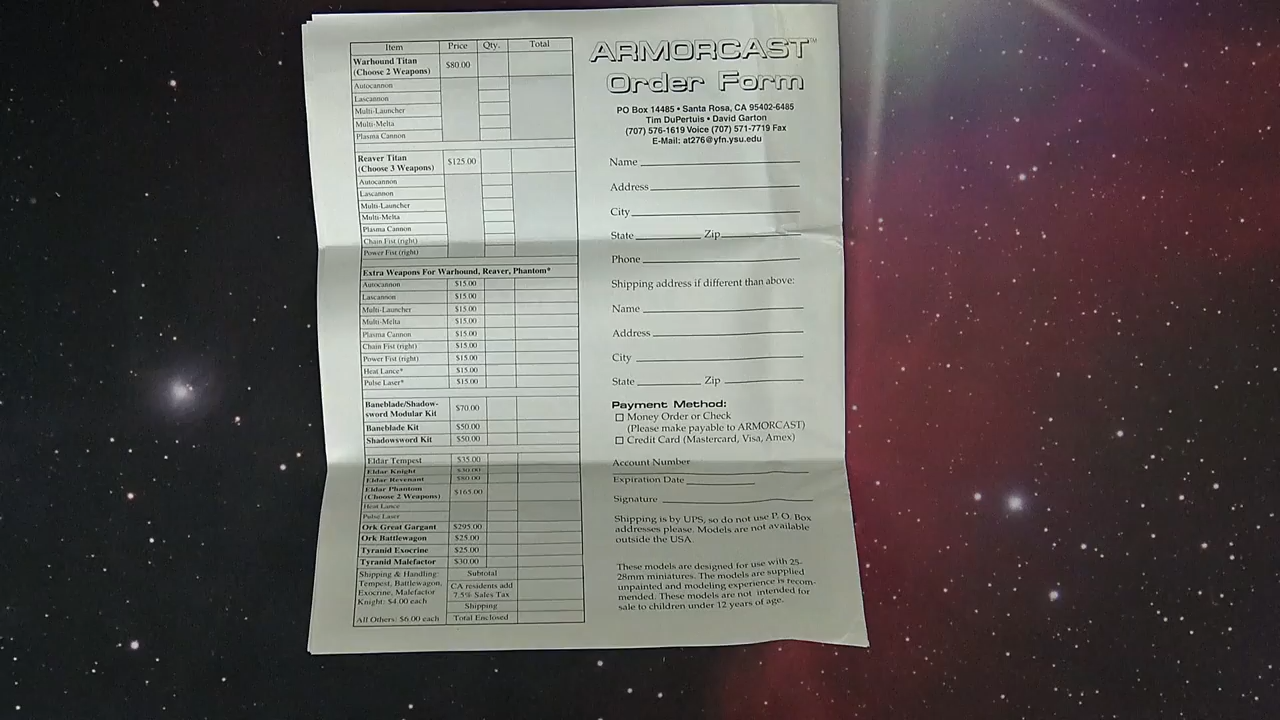 Item Price Qty. Total
Warhound Titan
(Choose 2 Weapons) $80.00
Autocannon
Lascannon
Multi-Launcher
Multi-Melta
Plasma Cannon
Reaver Titan
(Choose 3 Weapons) $125.00
Autocannon
Lascannon
Multi-Launcher
Multi-Melta
Plasma Cannon
Chain Fist (right)
Power Fist (right)
Extra Weapons For Warhound, Reaver, Phantom*
Autocannon $15.00
Lascannon $15.00
Multi-Launcher $15.00
Multi-Melta $15.00
Plasma Cannon $15.00
Chain Fist (right) $15.00
Power Fist (right) $15.00
Heat Lance* $15.00
Pulse Laser* $15.00
Baneblade/Shadow-
sword Modular Kit $70.00
Baneblade Kit $50.00
Shadowsword Kit $50.00
Eldar Tempest $35.00
Eldar Knight $30.00
Eldar Revenant $80.00
Eldar Phantom
(Choose 2 Weapons) $165.00
Heat Lance
Pulse Laser
Ork Great Gargant $295.00
Ork Battlewagon $25.00
Tyranid Exocrine $25.00
Tyranid Malefactor $30.00
Shipping & Handling:
Tempest, Battlewagon,
Exocrine, Malefactor
Knight: $4.00 each
All Others: $6.00 each
Subtotal
CA residents add
7.5% Sales Tax
Shipping
Total Enclosed
ARMORCAST™
Order Form
PO Box 14485 • Santa Rosa, CA 95402-6485
Tim DuPertuis • David Garton
(707) 576-1619 Voice (707) 571-7719 Fax
E-Mail: at276@yfn.ysu.edu
Name
Address
City
State Zip
Phone
Shipping address if different than above:
Name
Address
City
State Zip
Payment Method:
☐ Money Order or Check
(Please make payable to ARMORCAST)
☐ Credit Card (Mastercard, Visa, Amex)
Account Number
Expiration Date
Signature
Shipping is by UPS, so do not use P. O. Box
addresses please. Models are not available
outside the USA.
These models are designed for use with 25-
28mm miniatures. The models are supplied
unpainted and modeling experience is recom-
mended. These models are not intended for
sale to children under 12 years of age.